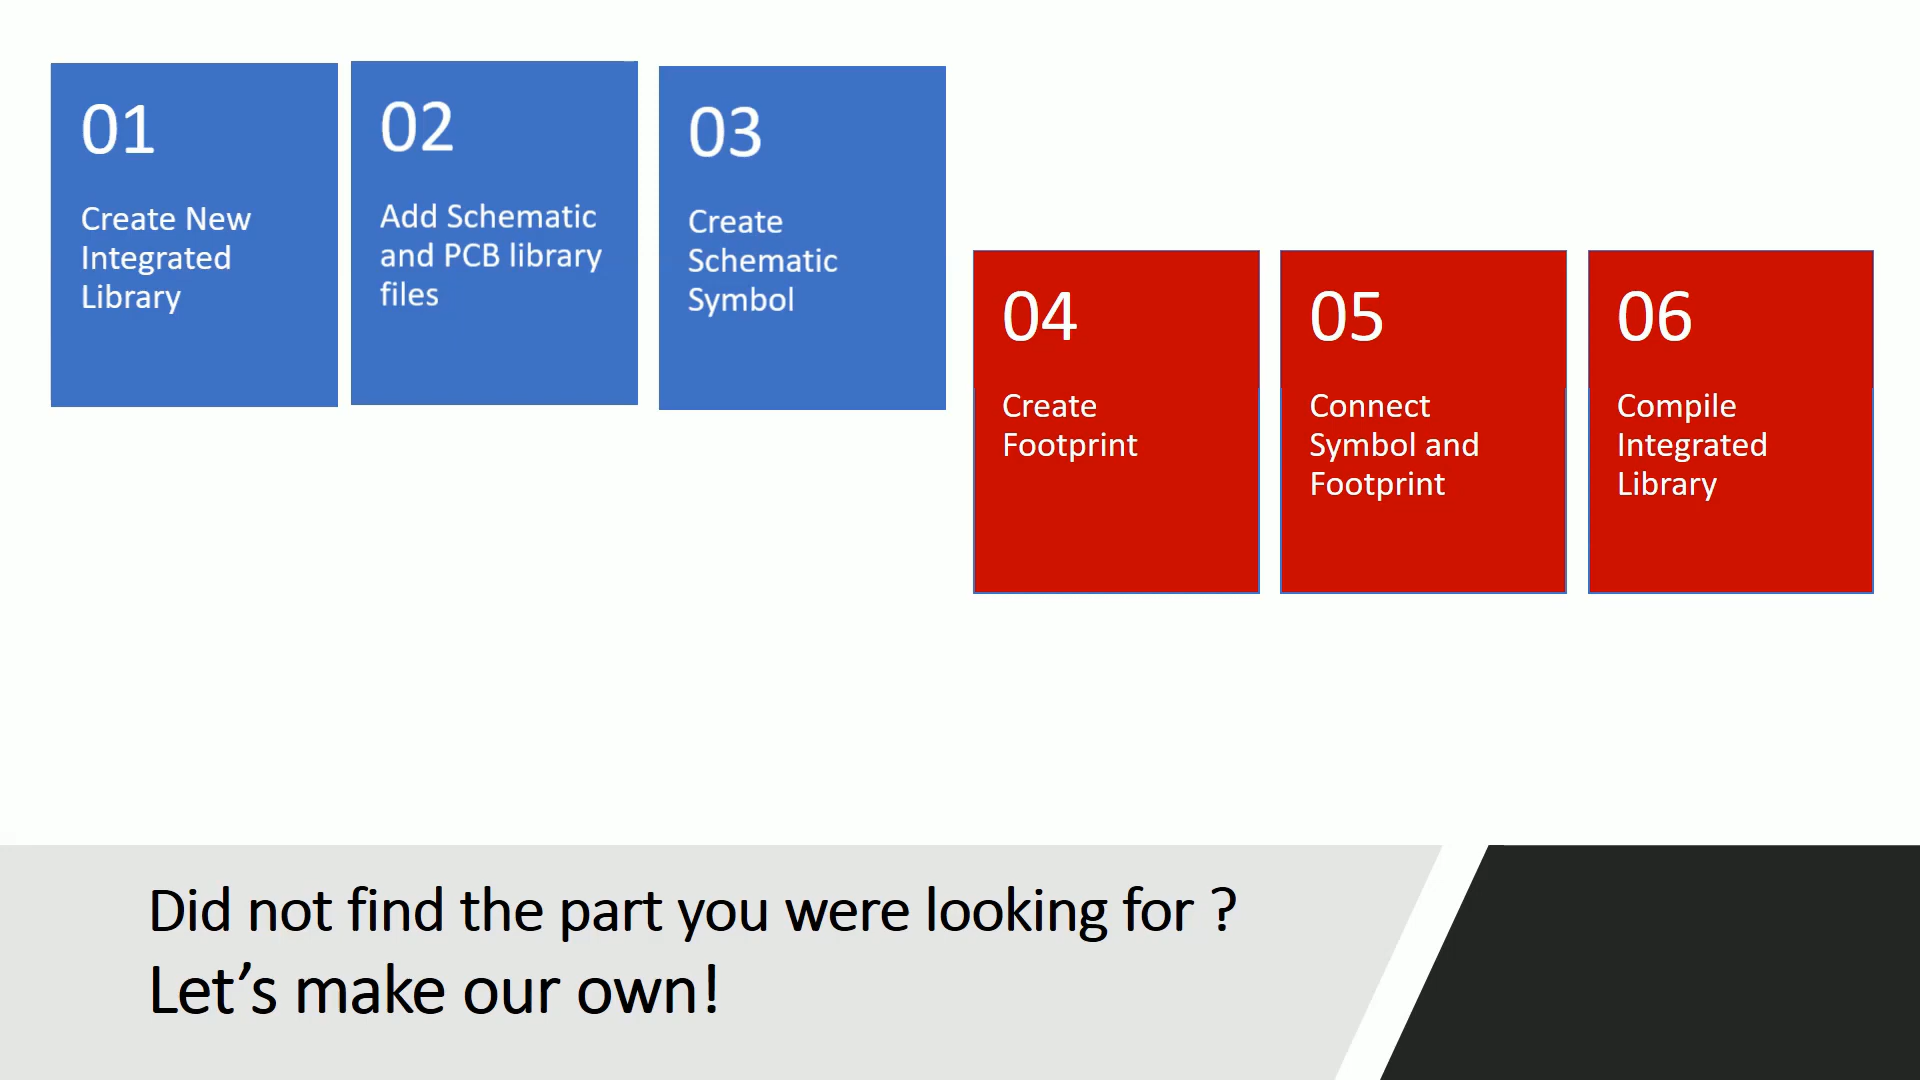 01
Create New
Integrated
Library
02
Add Schematic
and PCB library
files
03
Create
Schematic
Symbol
04
Create
Footprint
05
Connect
Symbol and
Footprint
06
Compile
Integrated
Library
Did not find the part you were looking for ?
Let’s make our own!